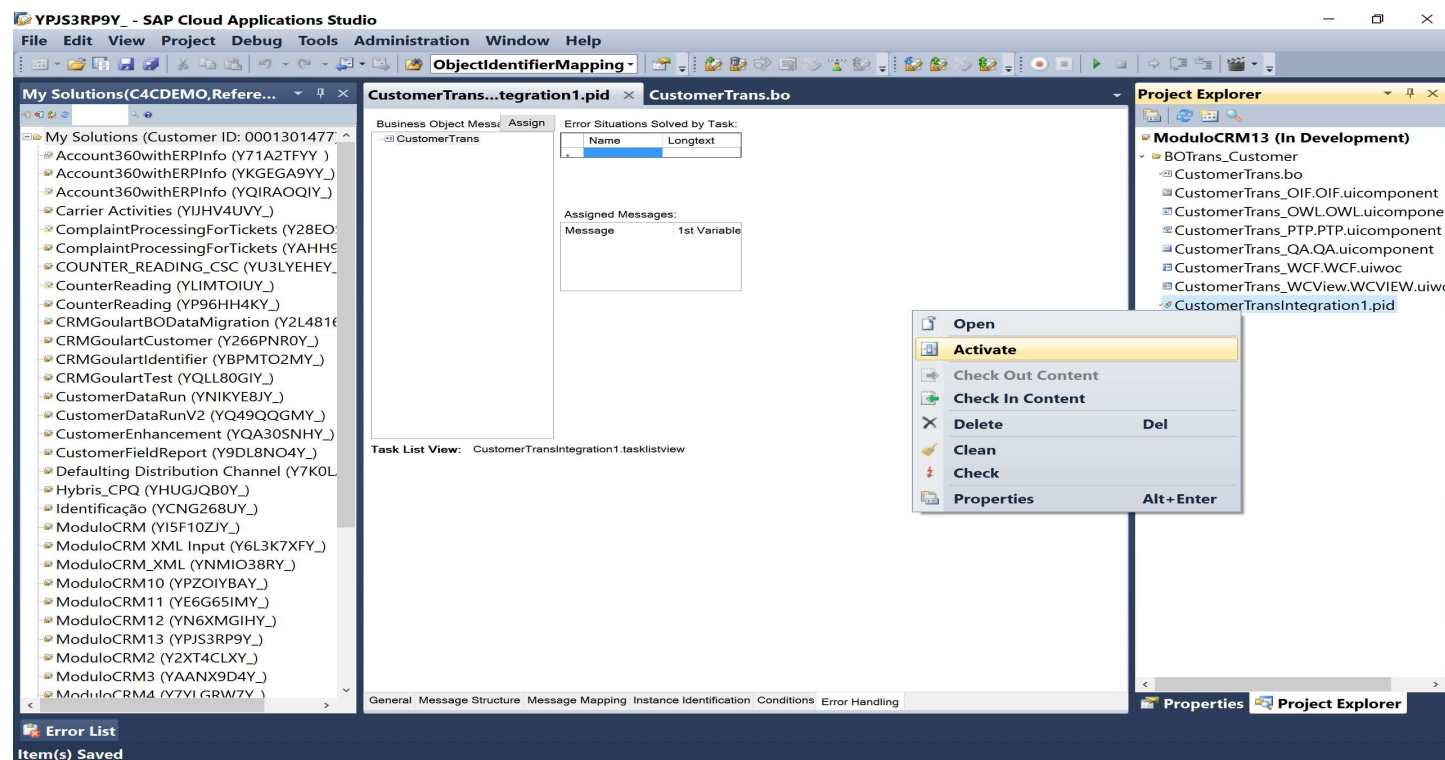 YPJS3RP9Y_ - SAP Cloud Applications Studio
File Edit View Project Debug Tools Administration Window Help
ObjectIdentifierMapping
My Solutions(C4CDEMO,Refere...
My Solutions (Customer ID: 0001301477
Account360withERPInfo (Y71A2TFYY_)
Account360withERPInfo (YKGEGA9YY_)
Account360withERPInfo (YQIRAOQIY_)
Carrier Activities (YIJHV4UVY_)
ComplaintProcessingForTickets (Y28EO
ComplaintProcessingForTickets (YAHH9
COUNTER_READING_CSC (YU3LYEHEY_
CounterReading (YLIMTOIUY_)
CounterReading (YP96HH4KY_)
CRMGoulartBODataMigration (Y2L4816
CRMGoulartCustomer (Y266PNR0Y_)
CRMGoulartIdentifier (YBPMTO2MY_)
CRMGoulartTest (YQLL80GIY_)
CustomerDataRun (YNIKYE8JY_)
CustomerDataRunV2 (YQ49QQGMY_)
CustomerEnhancement (YQA30SNHY_)
CustomerFieldReport (Y9DL8NO4Y_)
Defaulting Distribution Channel (Y7K0L
Hybris_CPQ (YHUGJQB0Y_)
Identificação (YCNG268UY_)
ModuloCRM (YI5F10ZJY_)
ModuloCRM XML Input (Y6L3K7XFY_)
ModuloCRM_XML (YNMIO38RY_)
ModuloCRM10 (YPZOIYBAY_)
ModuloCRM11 (YE6G65IMY_)
ModuloCRM12 (YN6XMGIHY_)
ModuloCRM13 (YPJS3RP9Y_)
ModuloCRM2 (Y2XT4CLXY_)
ModuloCRM3 (YAANX9D4Y_)
ModuloCRM4 (Y7YLGRW7Y_)
CustomerTrans...tegration1.pid CustomerTrans.bo
Business Object Messa Assign
CustomerTrans
Error Situations Solved by Task:
Name Longtext
Assigned Messages:
Message 1st Variable
Task List View: CustomerTransIntegration1.tasklistview
General Message Structure Message Mapping Instance Identification Conditions Error Handling
Project Explorer
ModuloCRM13 (In Development)
BOTrans_Customer
CustomerTrans.bo
CustomerTrans_OIF.OIF.uicomponent
CustomerTrans_OWL.OWL.uicompone
CustomerTrans_PTP.PTP.uicomponent
CustomerTrans_QA.QA.uicomponent
CustomerTrans_WCF.WCF.uiwoc
CustomerTrans_WCView.WCVIEW.uiw
CustomerTransIntegration1.pid
Open
Activate
Check Out Content
Check In Content
Delete Del
Clean
Check
Properties Alt+Enter
Properties Project Explorer
Error List
Item(s) Saved